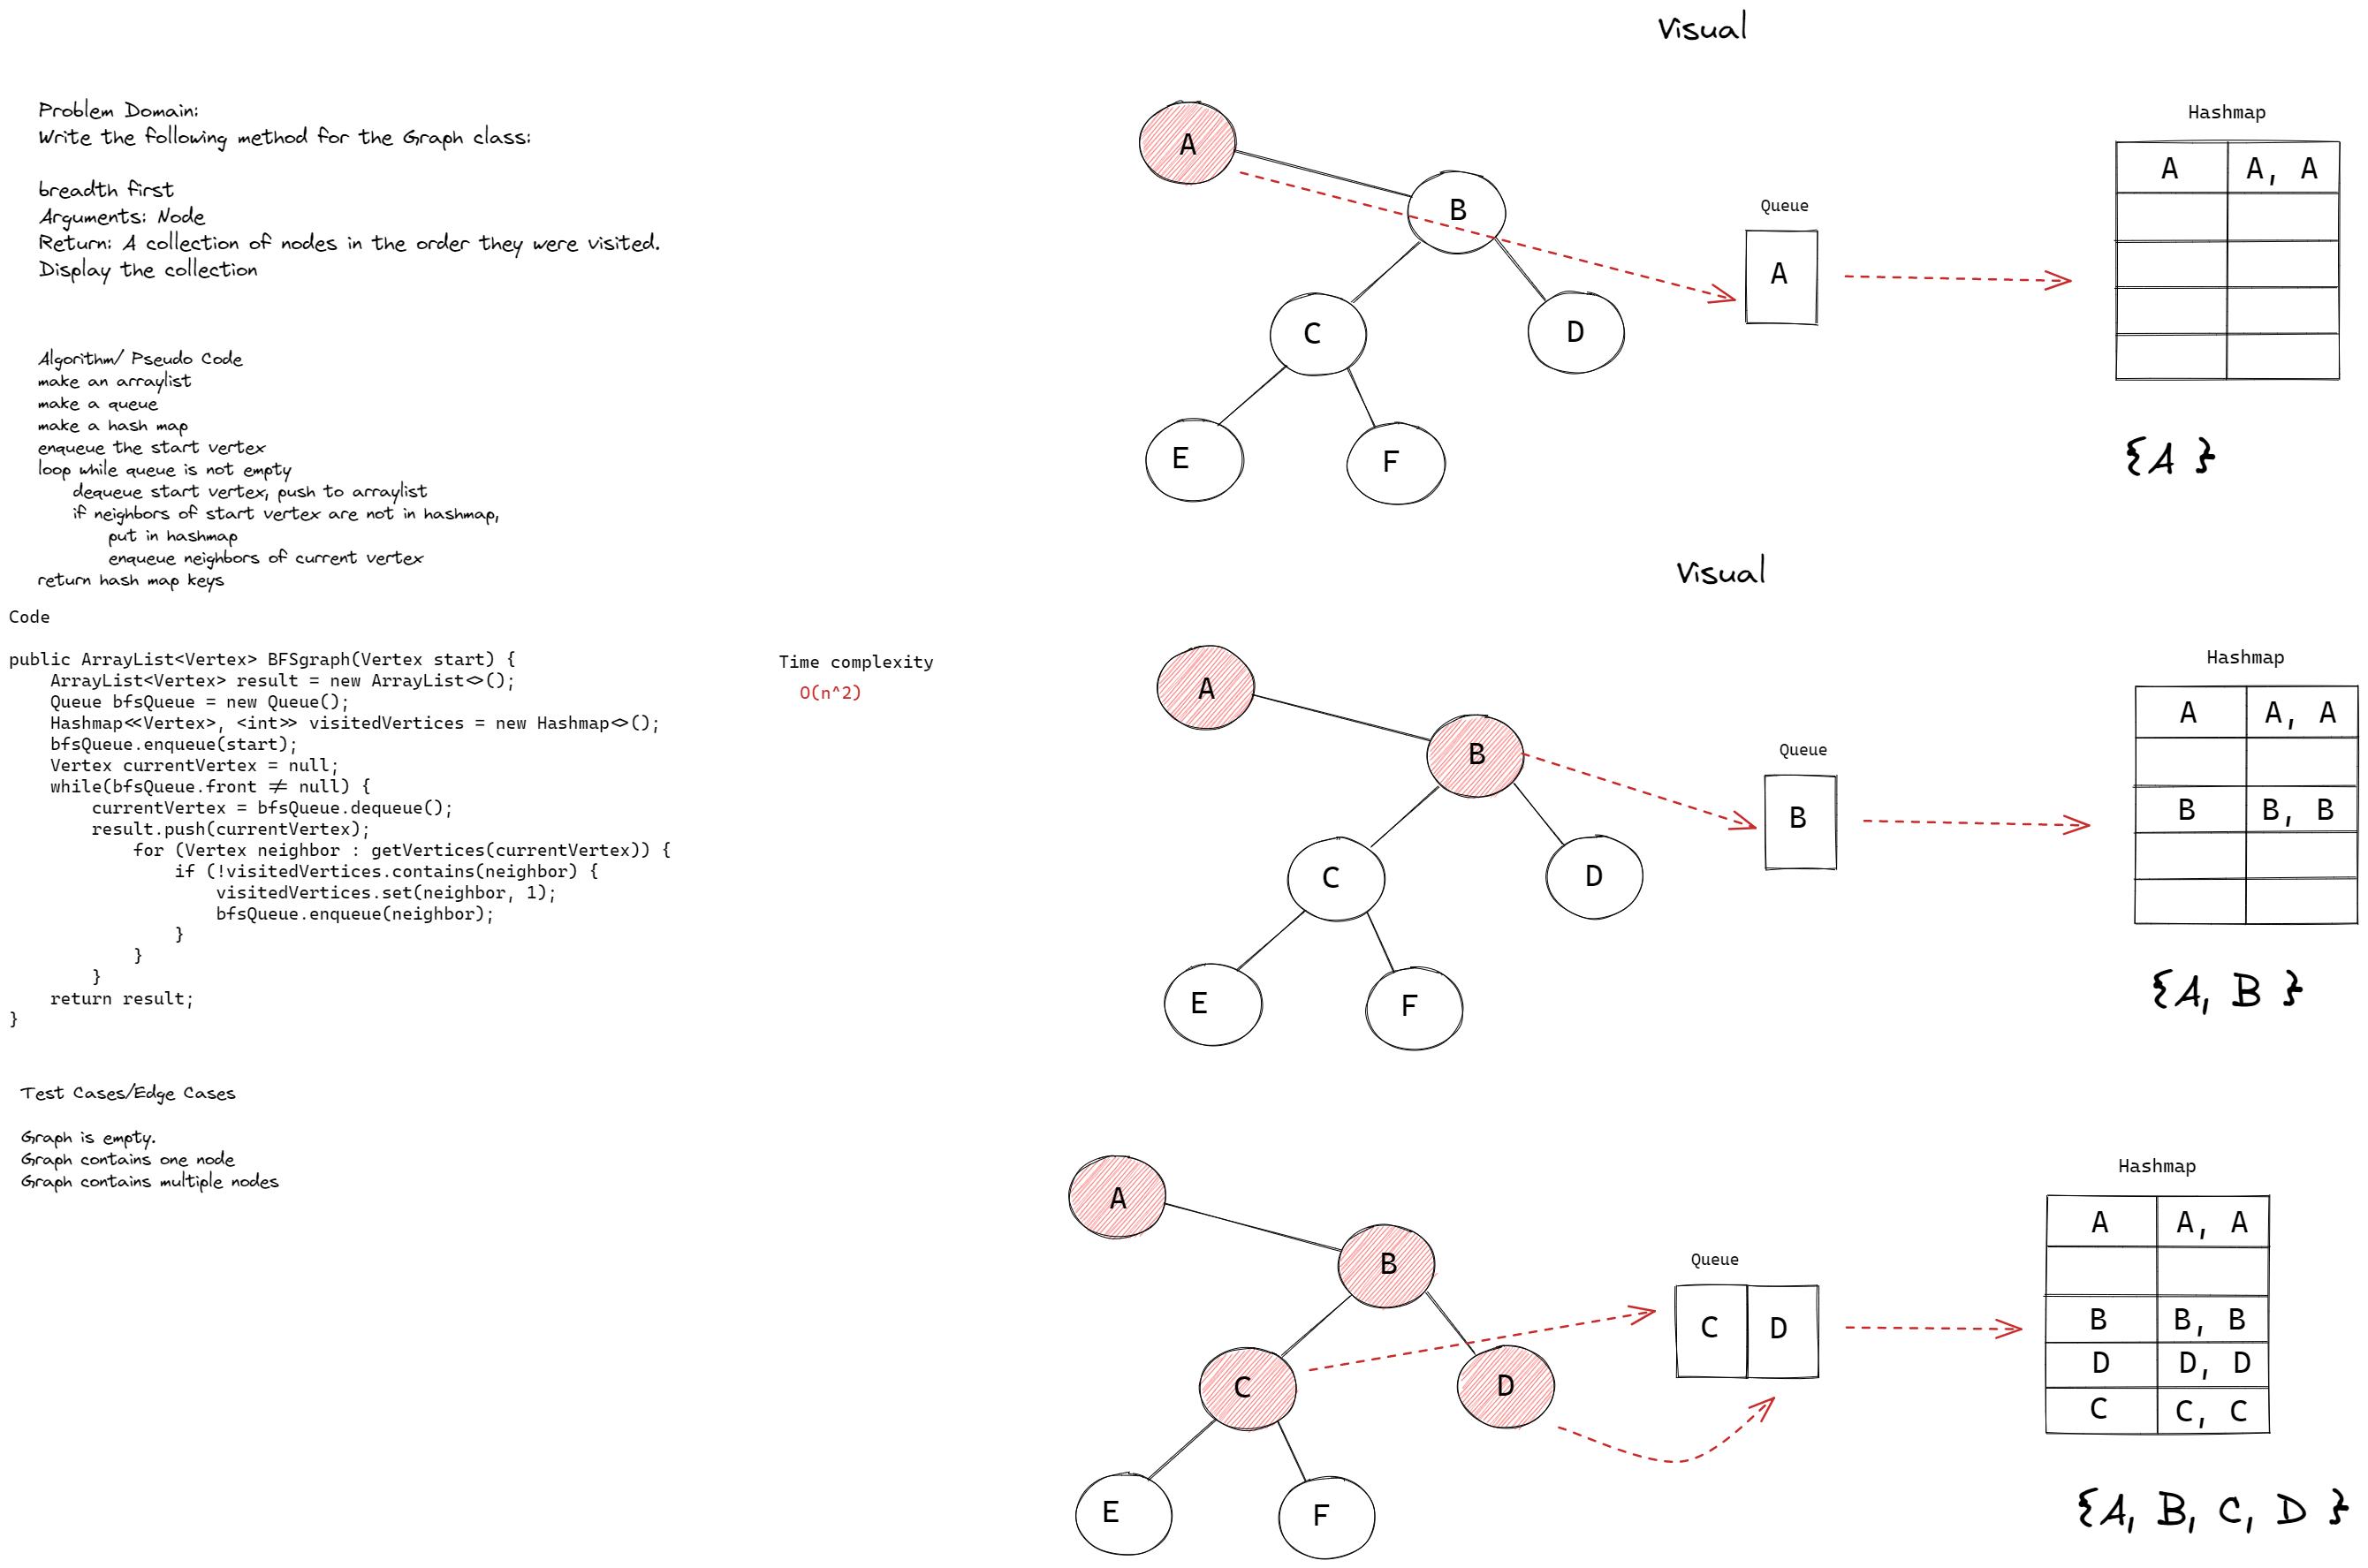 Problem Domain:
Write the following method for the Graph class:
breadth first
Arguments: Node
Return: A collection of nodes in the order they were visited.
Display the collection
Algorithm/ Pseudo Code
make an arraylist
make a queue
make a hash map
enqueue the start vertex
loop while queue is not empty
dequeue start vertex, push to arraylist
if neighbors of start vertex are not in hashmap,
put in hashmap
enqueue neighbors of current vertex
return hash map keys
Code
public ArrayList<Vertex> BFSgraph(Vertex start) {
    ArrayList<Vertex> result = new ArrayList<>();
    Queue bfsQueue = new Queue();
    Hashmap<<Vertex>, <int>> visitedVertices = new Hashmap<>();
    bfsQueue.enqueue(start);
    Vertex currentVertex = null;
    while(bfsQueue.front != null) {
        currentVertex = bfsQueue.dequeue();
        result.push(currentVertex);
            for (Vertex neighbor : getVertices(currentVertex)) {
                if (!visitedVertices.contains(neighbor) {
                    visitedVertices.set(neighbor, 1);
                    bfsQueue.enqueue(neighbor);
                }
            }
        }
    return result;
}
Time complexity
O(n^2)
Test Cases/Edge Cases
Graph is empty.
Graph contains one node
Graph contains multiple nodes
Visual
A
B
C
D
E
F
Queue
A
Hashmap
A A, A
{A }
Visual
A
B
C
D
E
F
Queue
B
Hashmap
A A, A
B B, B
{A, B }
A
B
C
D
E
F
Queue
C D
Hashmap
A A, A
B B, B
D D, D
C C, C
{A, B, C, D }